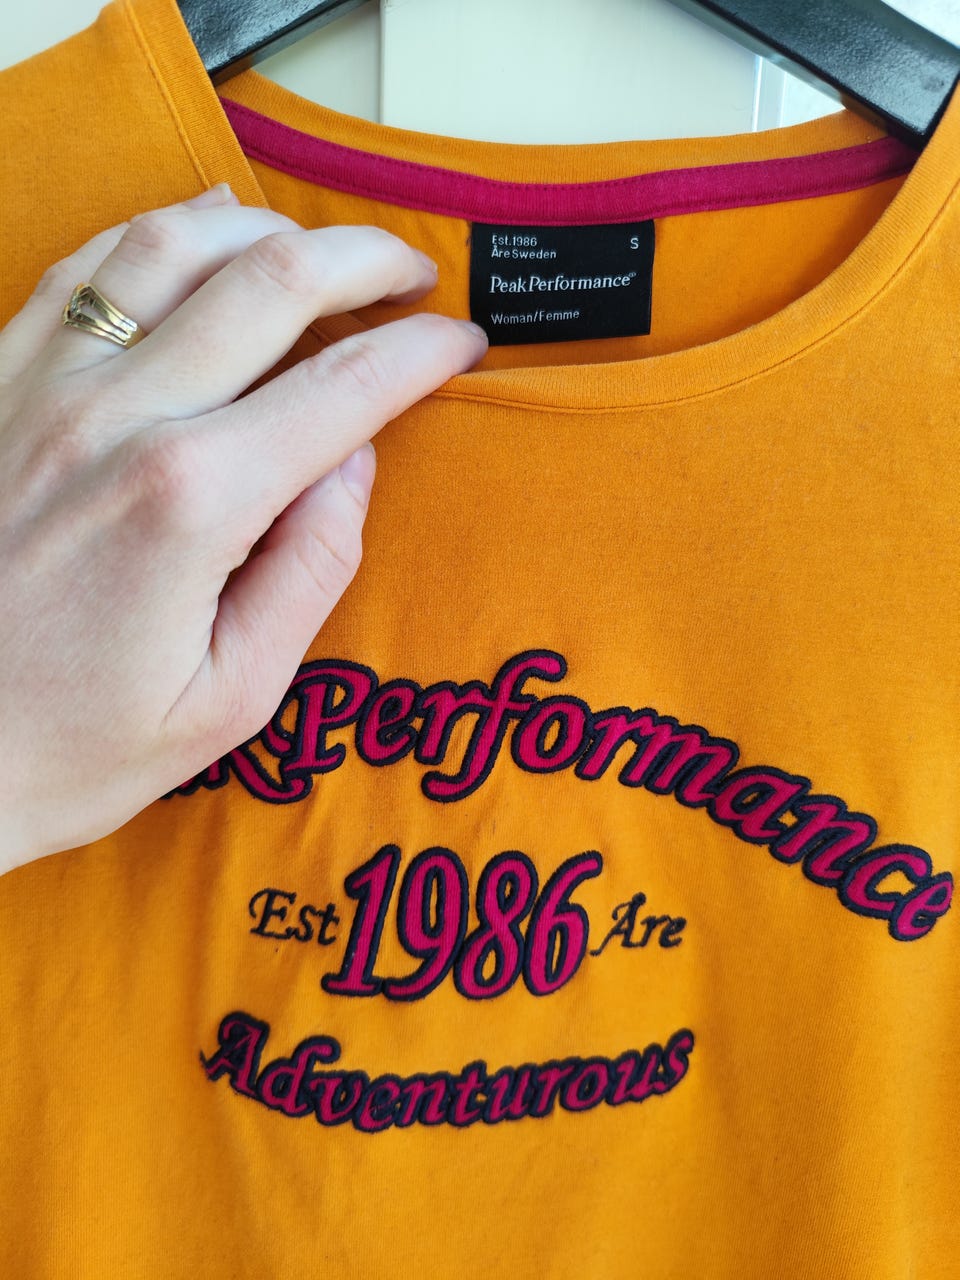 Est.1986 S
Åre Sweden
PeakPerformance®
Woman/Femme
k Performance
Est 1986 Åre
Adventurous